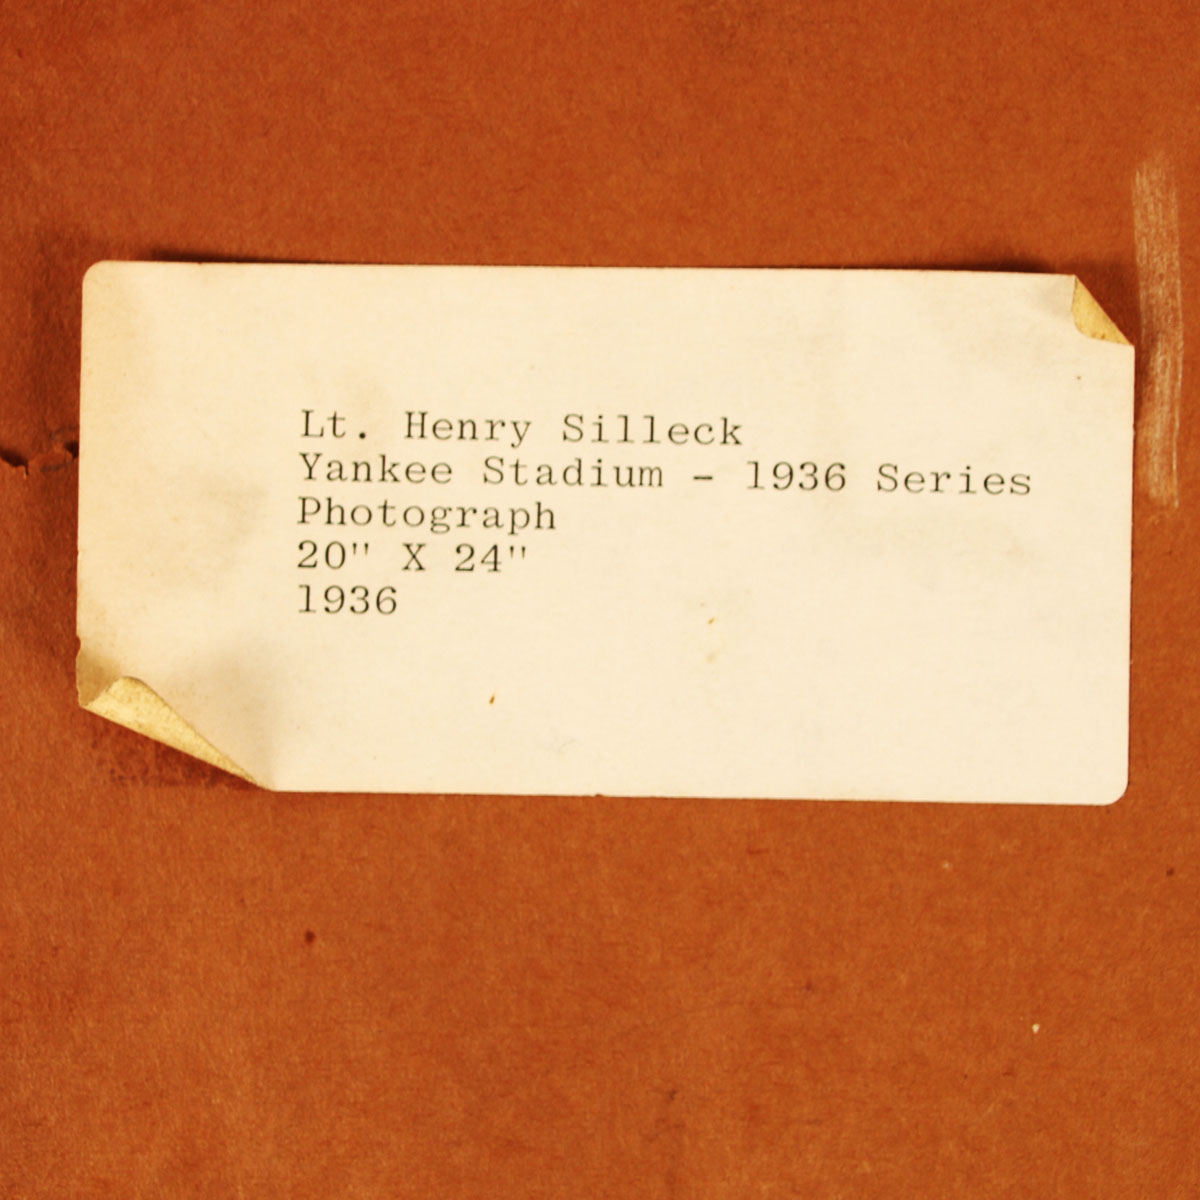 Lt. Henry Silleck
Yankee Stadium - 1936 Series
Photograph
20" X 24"
1936